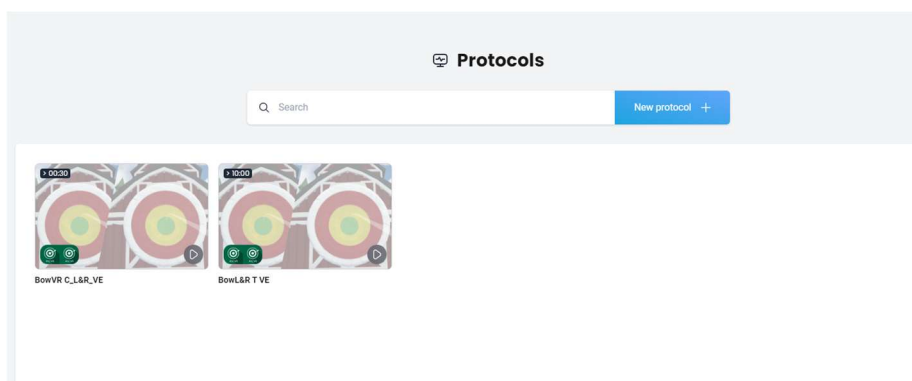 Protocols
Search
New protocol +
> 00:30
> 10:00
BowVR C_L&R_VE
BowL&R T VE